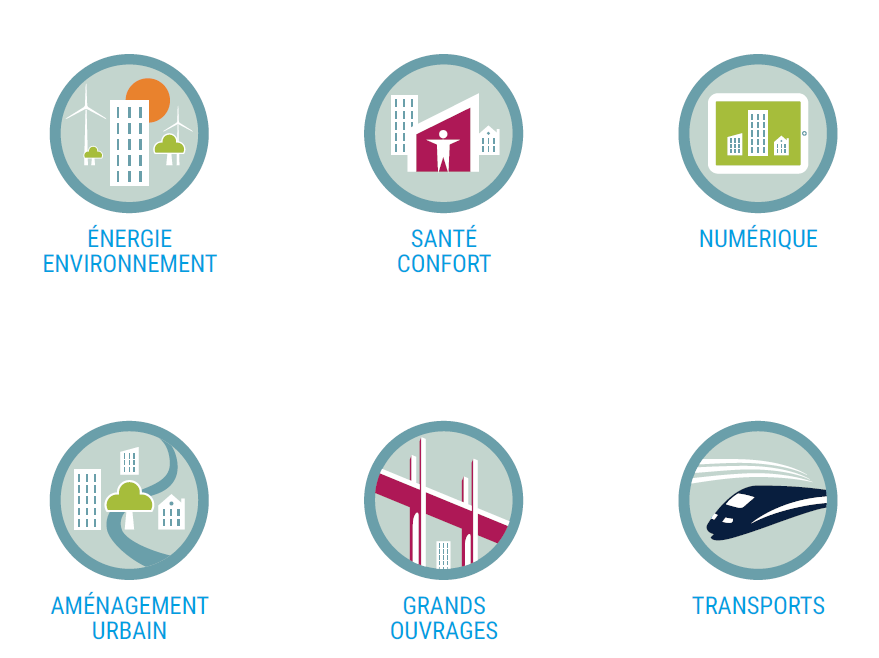 ÉNERGIE
ENVIRONNEMENT
SANTÉ
CONFORT
NUMÉRIQUE
AMÉNAGEMENT
URBAIN
GRANDS
OUVRAGES
TRANSPORTS